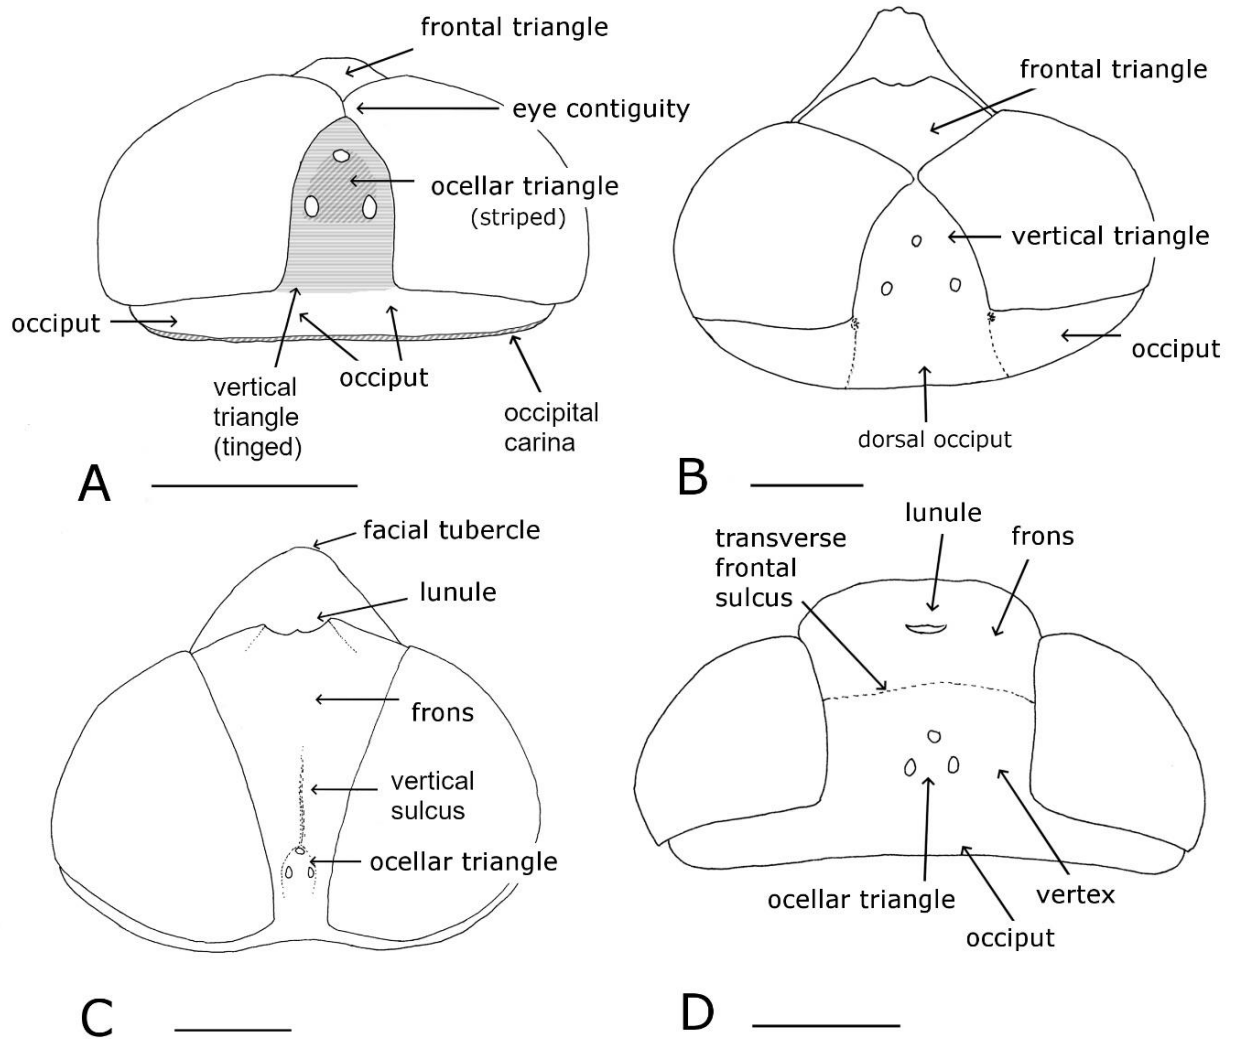 frontal triangle
eye contiguity
ocellar triangle
(striped)
occiput
vertical
triangle
(tinged)
occiput
occipital
carina
A
frontal triangle
vertical triangle
occiput
dorsal occiput
B
facial tubercle
lunule
frons
vertical
sulcus
ocellar triangle
C
lunule
transverse
frontal
sulcus
frons
ocellar triangle
vertex
occiput
D